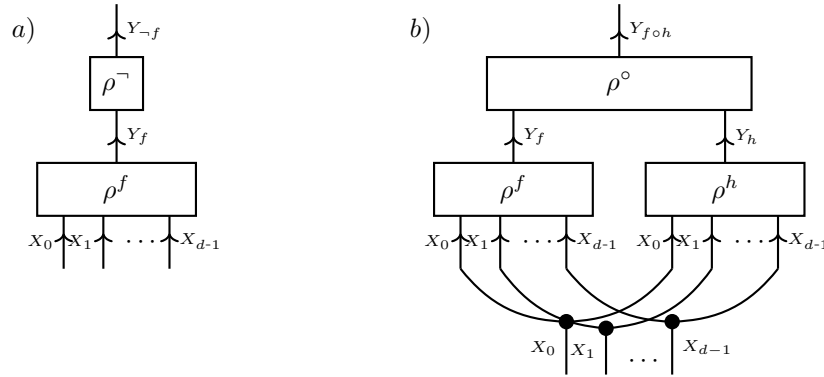 a)
Y¬f
ρ¬
Yf
ρf
X0 X1 ... Xd-1
b)
Yf∘h
ρ∘
Yf Yh
ρf ρh
X0 X1 ... Xd-1 X0 X1 ... Xd-1
X0 X1 ... Xd−1